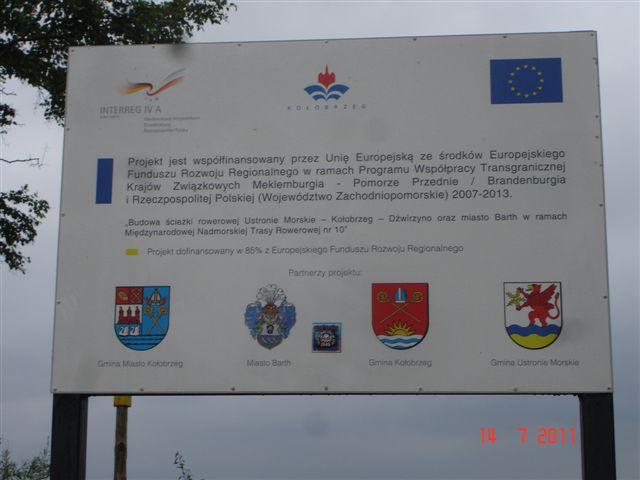 INTERREG IV A
KOŁOBRZEG
Projekt jest współfinansowany przez Unię Europejską ze środków Europejskiego
Funduszu Rozwoju Regionalnego w ramach Programu Współpracy Transgranicznej
Krajów Związkowych Meklemburgia - Pomorze Przednie / Brandenburgia
i Rzeczpospolitej Polskiej (Województwo Zachodniopomorskie) 2007-2013.
„Budowa ścieżki rowerowej Ustronie Morskie – Kołobrzeg – Dźwirzyno oraz miasto Barth w ramach
Międzynarodowej Nadmorskiej Trasy Rowerowej nr 10"
Projekt dofinansowany w 85% z Europejskiego Funduszu Rozwoju Regionalnego
Partnerzy projektu:
Gmina Miasto Kołobrzeg
Miasto Barth
Gmina Kołobrzeg
Gmina Ustronie Morskie
14 7 2011